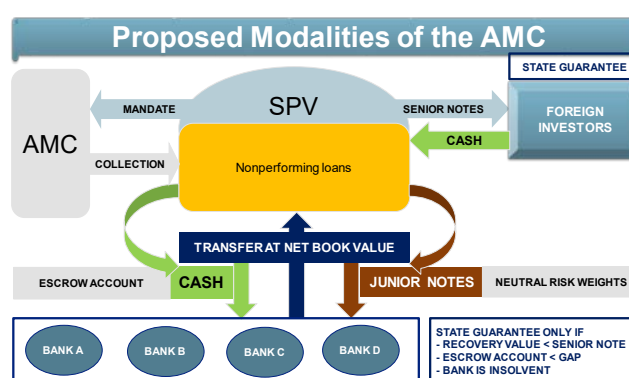 Proposed Modalities of the AMC
STATE GUARANTEE
SPV
MANDATE
SENIOR NOTES
FOREIGN
INVESTORS
AMC
CASH
COLLECTION
Nonperforming loans
TRANSFER AT NET BOOK VALUE
ESCROW ACCOUNT
CASH
JUNIOR NOTES
NEUTRAL RISK WEIGHTS
BANK A
BANK B
BANK C
BANK D
STATE GUARANTEE ONLY IF
- RECOVERY VALUE < SENIOR NOTE
- ESCROW ACCOUNT < GAP
- BANK IS INSOLVENT